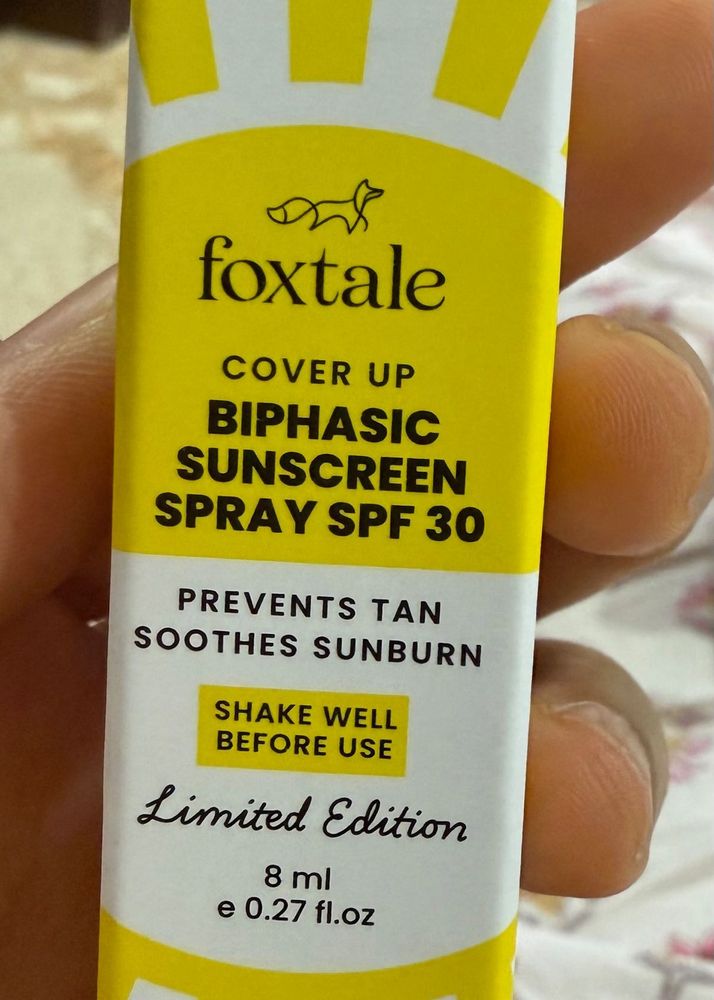 foxtale
COVER UP
BIPHASIC
SUNSCREEN
SPRAY SPF 30
PREVENTS TAN
SOOTHES SUNBURN
SHAKE WELL
BEFORE USE
Limited Edition
8 ml
e 0.27 fl.oz